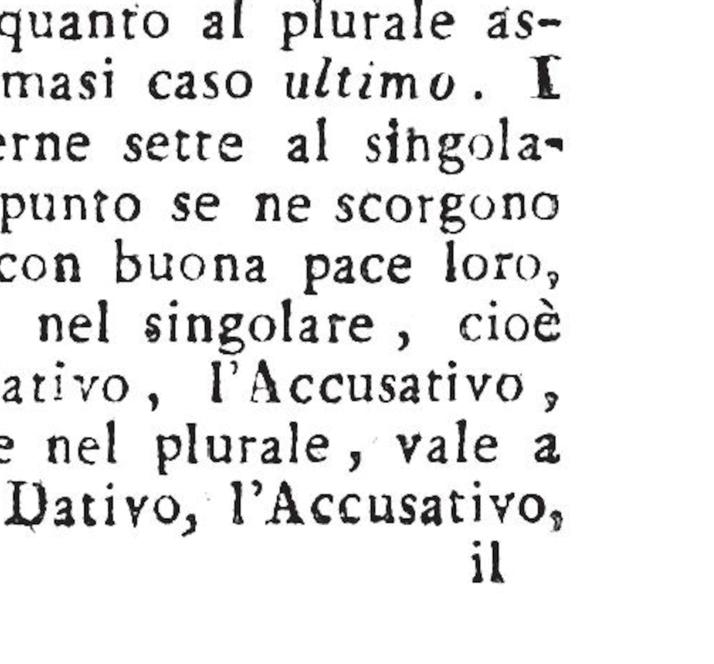 quanto al plurale as-
masi caso ultimo. I
erne sette al singola-
punto se ne scorgono
con buona pace loro,
nel singolare, cioè
ativo, l'Accusativo,
e nel plurale, vale a
Dativo, l'Accusativo,
il